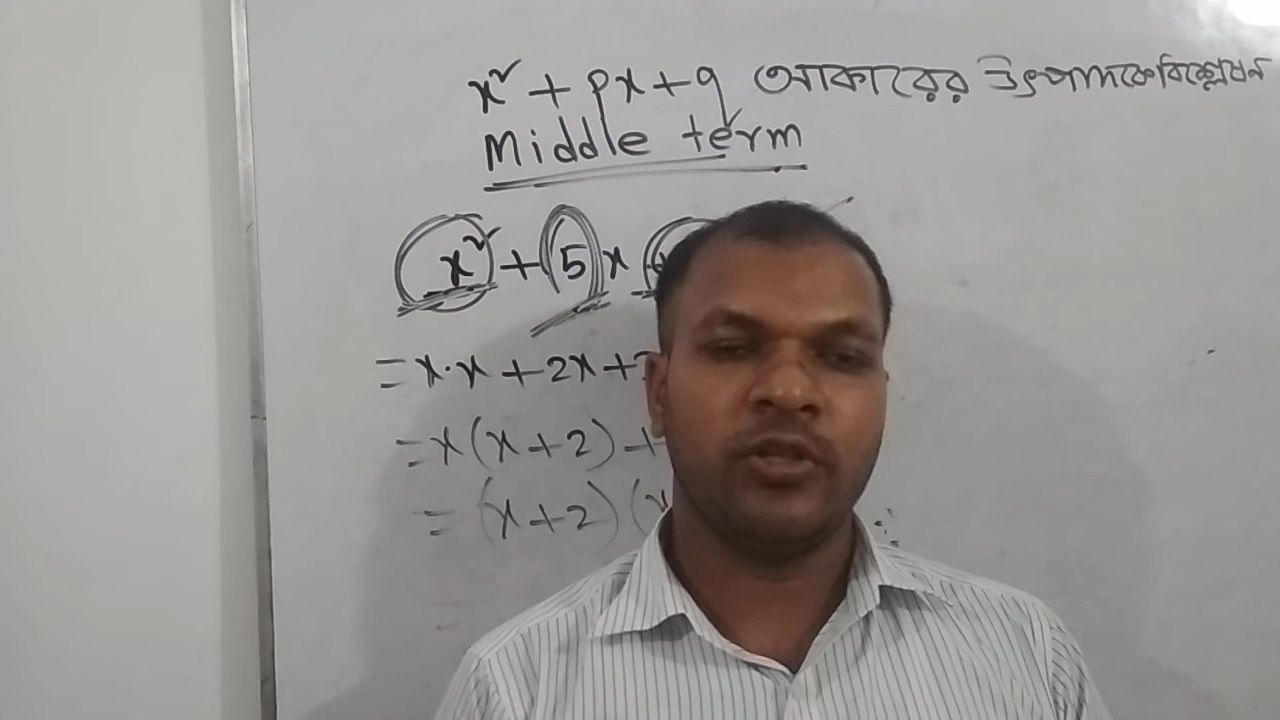 x² + px + q আকারের উৎপাদকে বিশ্লেষণ
Middle term
x² + 5x
= x·x + 2x +
= x(x+2) +
= (x+2)(x